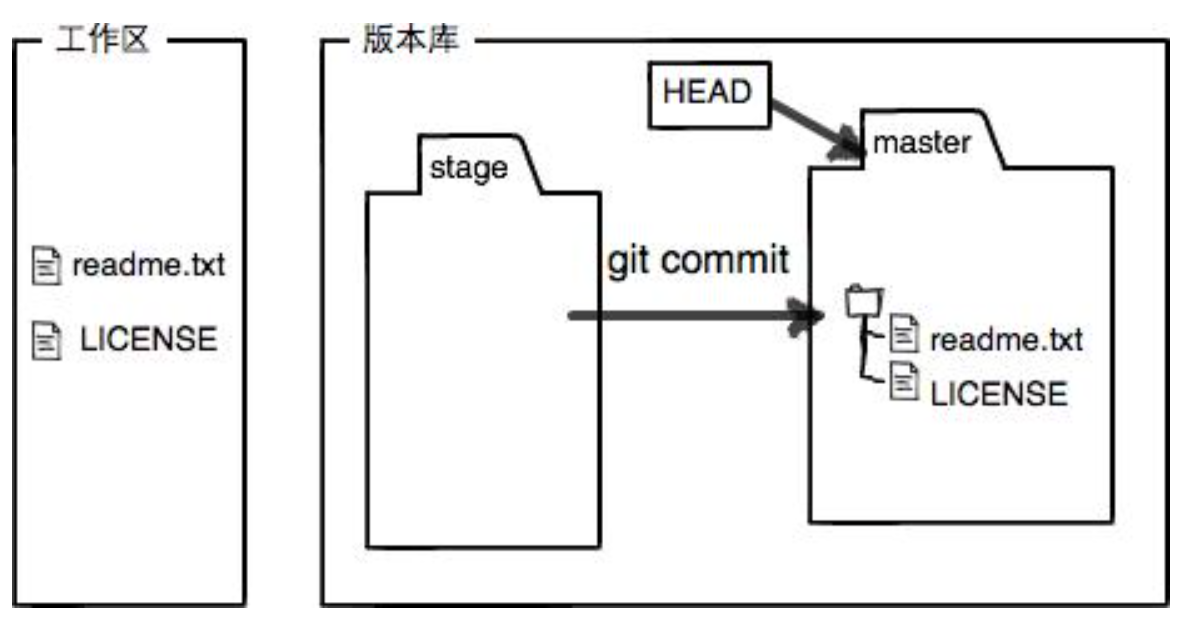 工作区
readme.txt
LICENSE
版本库
HEAD
stage
git commit
master
readme.txt
LICENSE